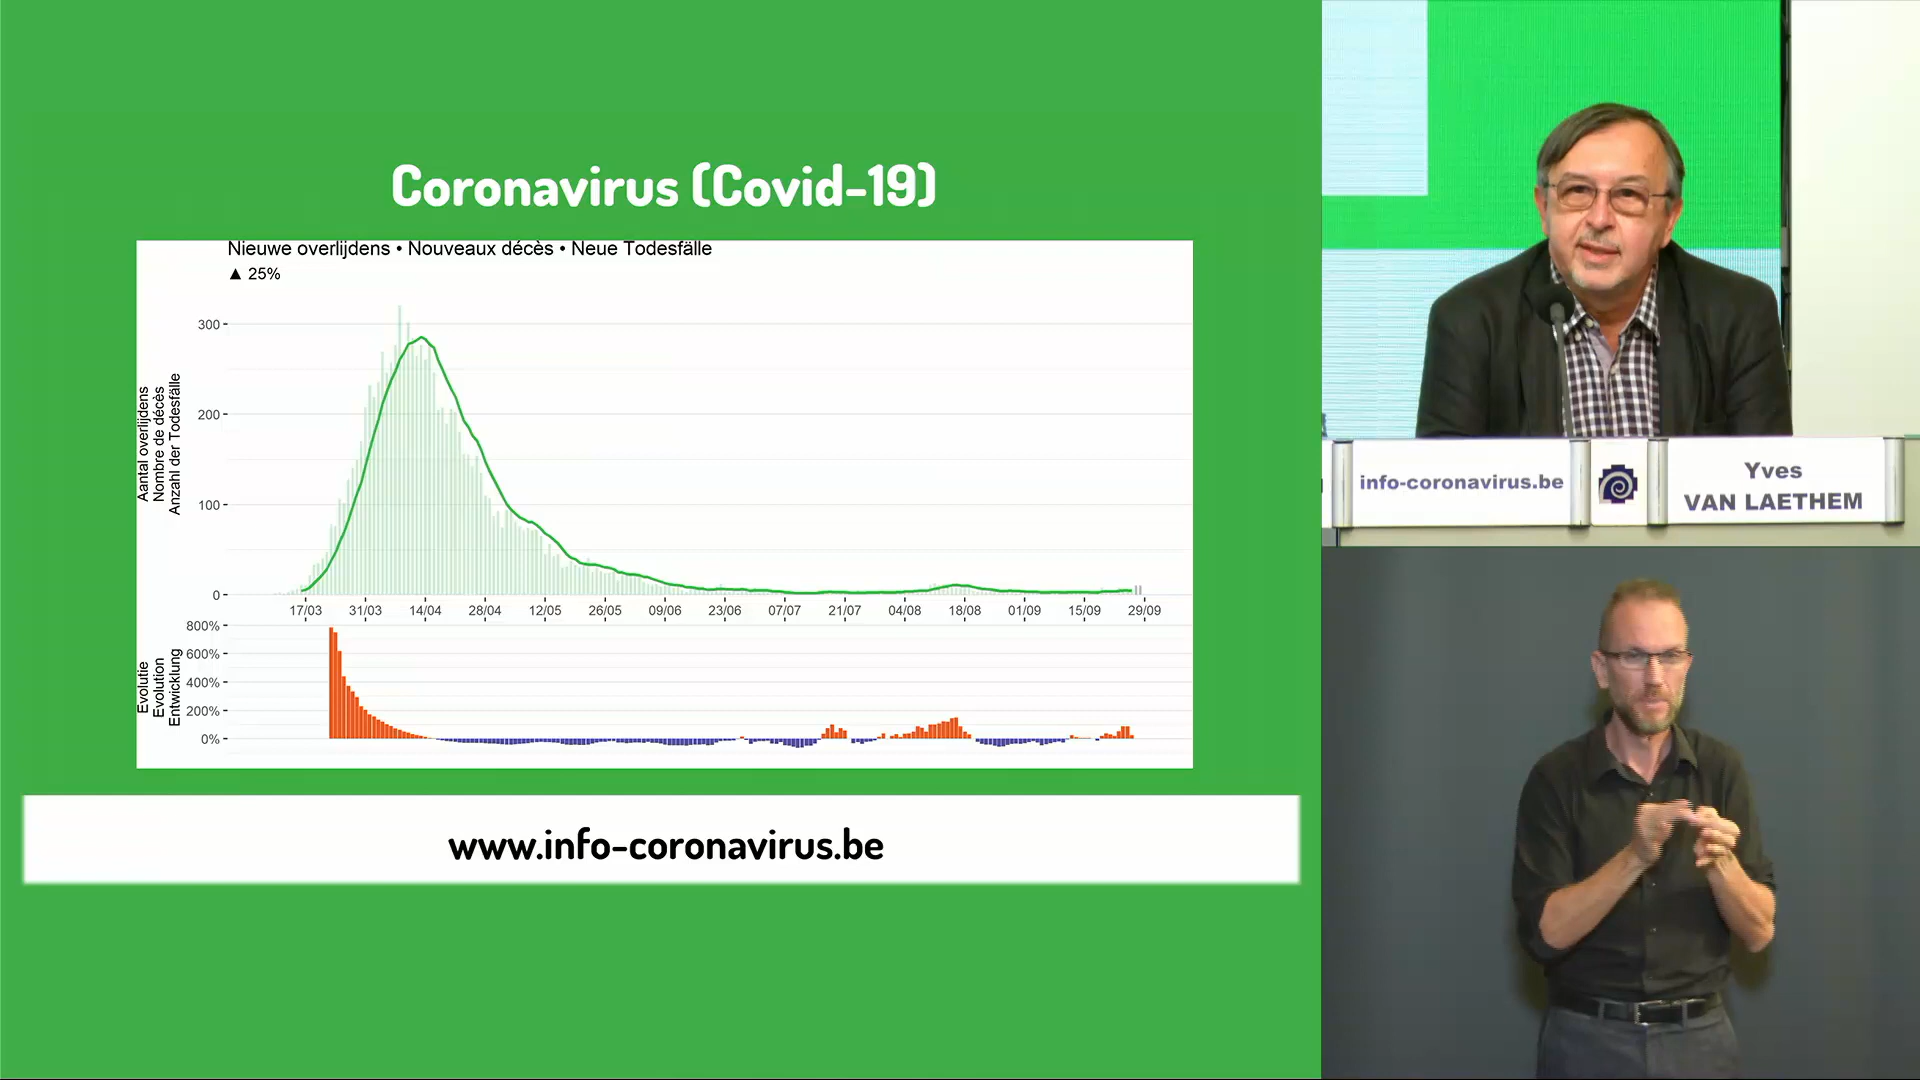 Coronavirus (Covid-19)
Nieuwe overlijdens • Nouveaux décès • Neue Todesfälle
▲ 25%
Aantal overlijdens
Nombre de décès
Anzahl der Todesfälle
300
200
100
0
17/03 31/03 14/04 28/04 12/05 26/05 09/06 23/06 07/07 21/07 04/08 18/08 01/09 15/09 29/09
Evolutie
Evolution
Entwicklung
800%
600%
400%
200%
0%
www.info-coronavirus.be
info-coronavirus.be
Yves
VAN LAETHEM